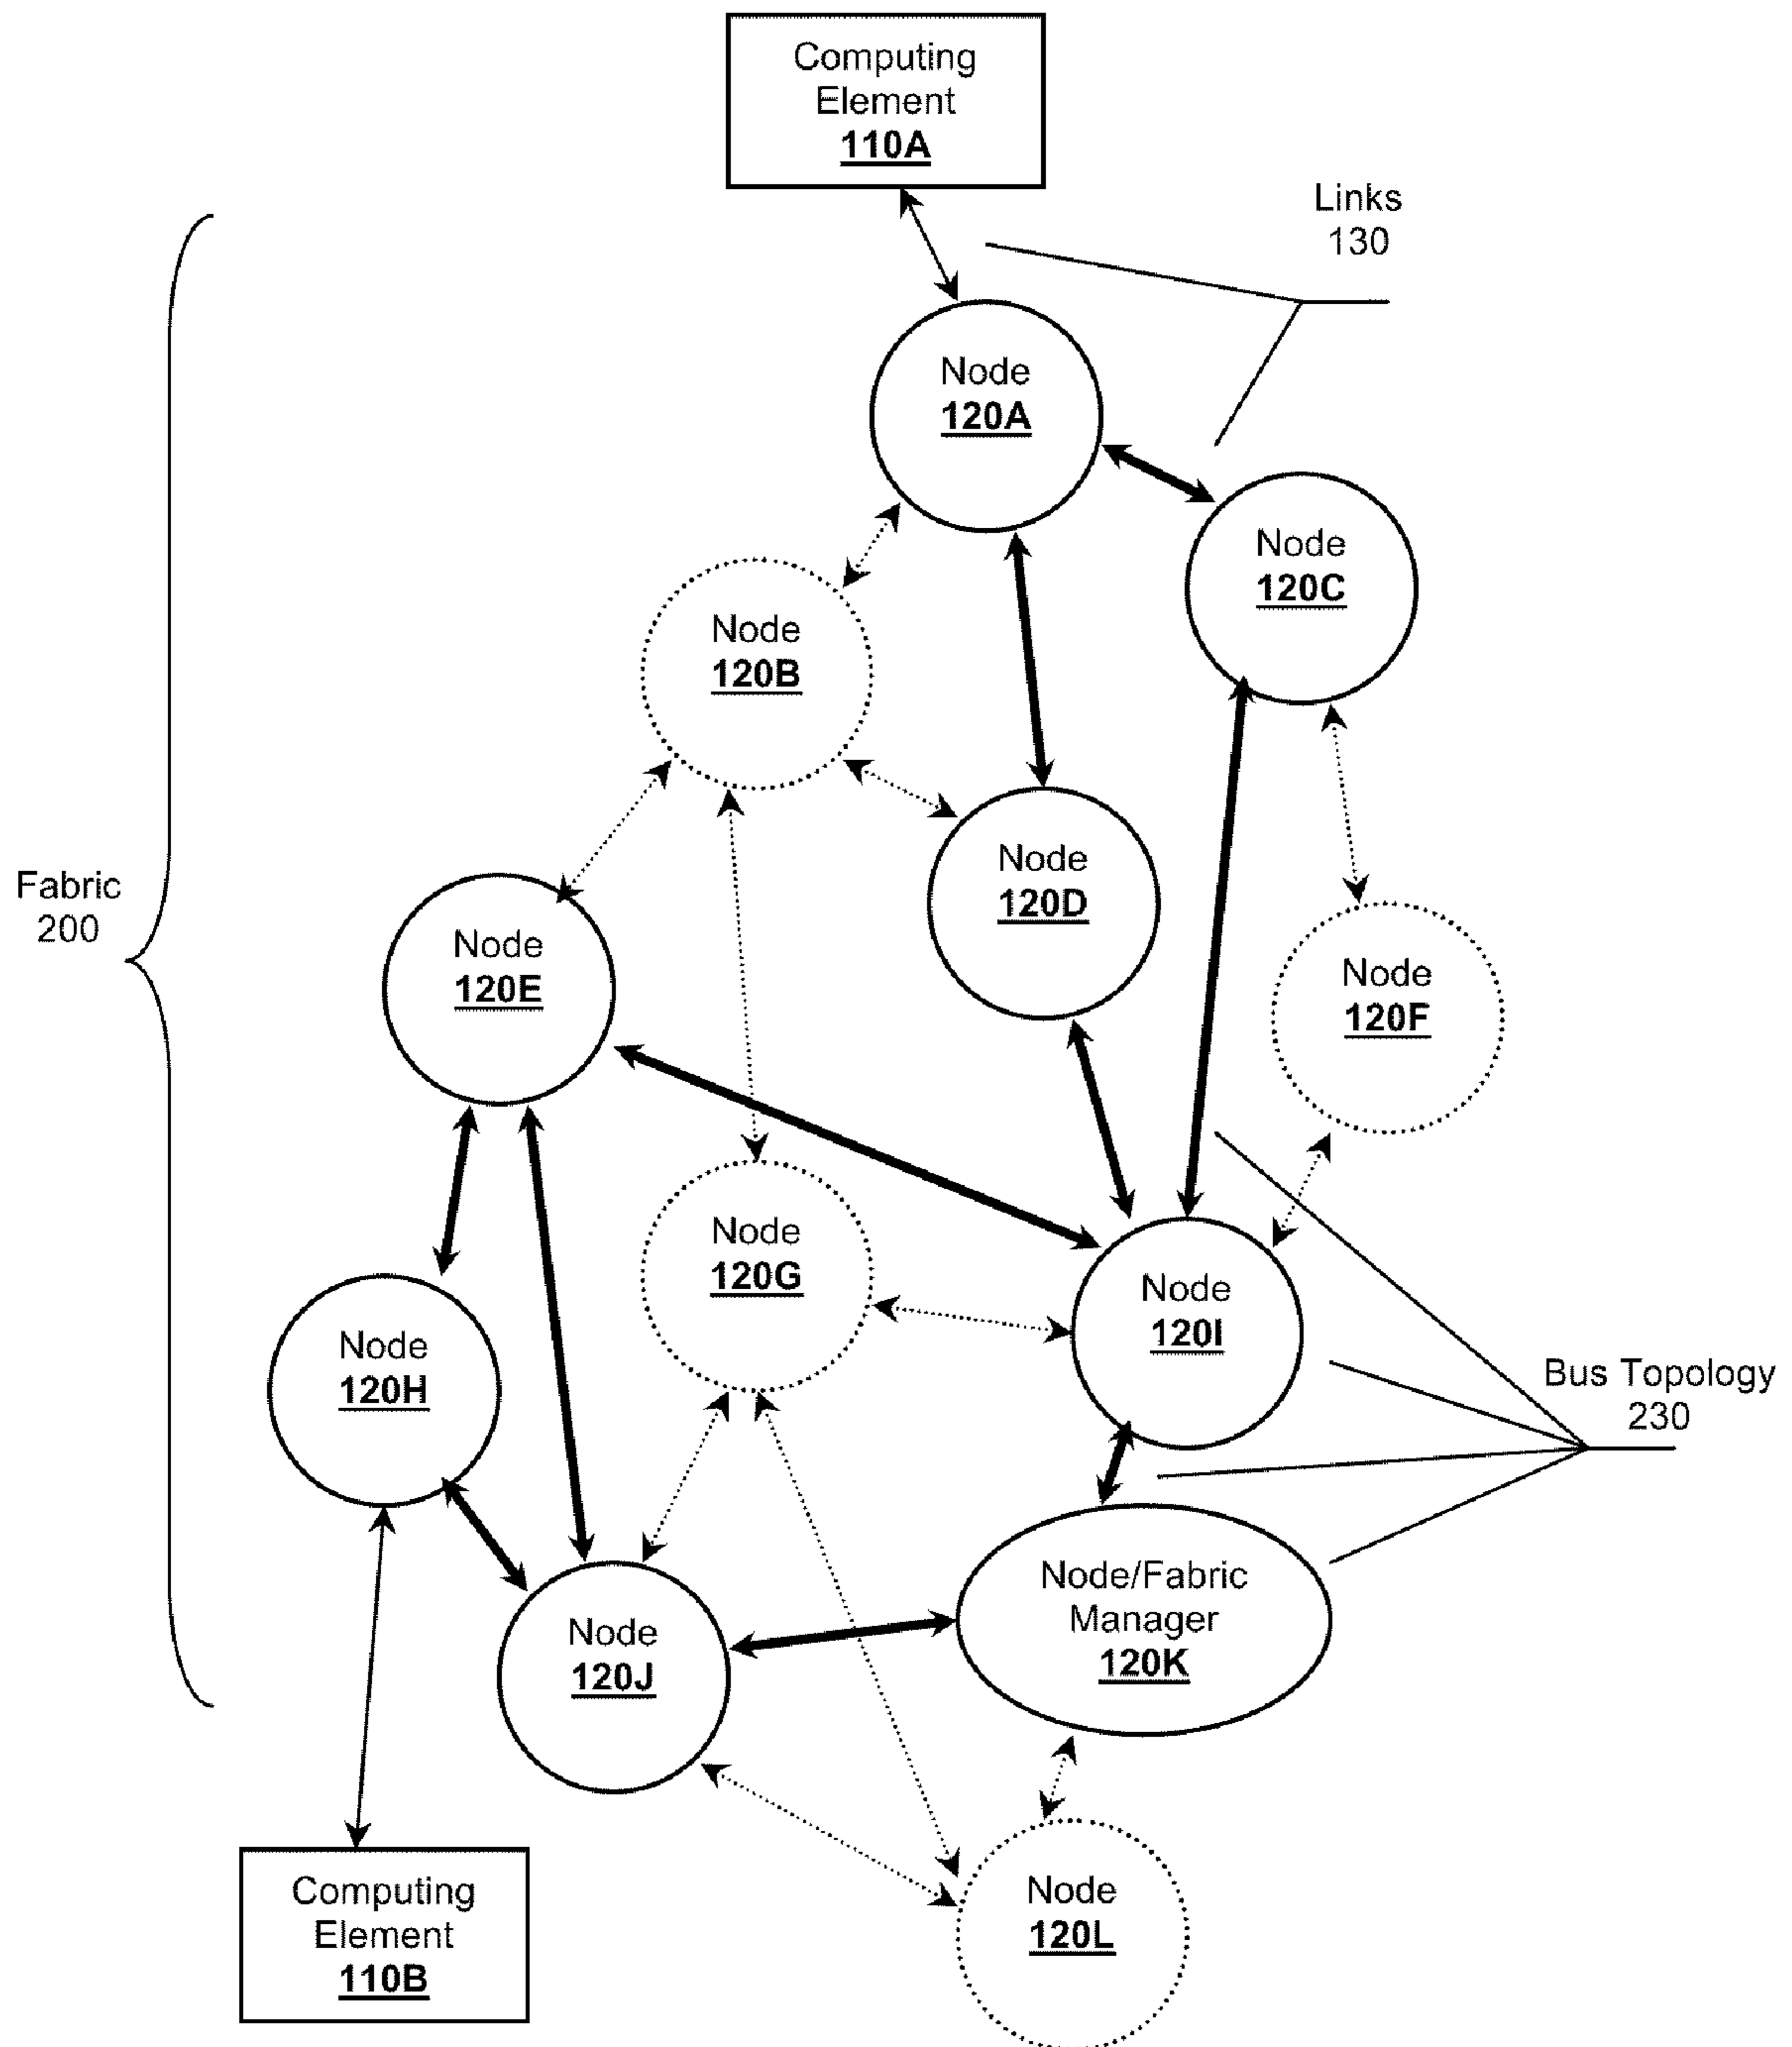 Computing
Element
110A
Links
130
Node
120A
Node
120C
Node
120B
Node
120D
Fabric
200
Node
120E
Node
120F
Node
120G
Node
120I
Node
120H
Bus Topology
230
Node/Fabric
Manager
120K
Node
120J
Computing
Element
110B
Node
120L